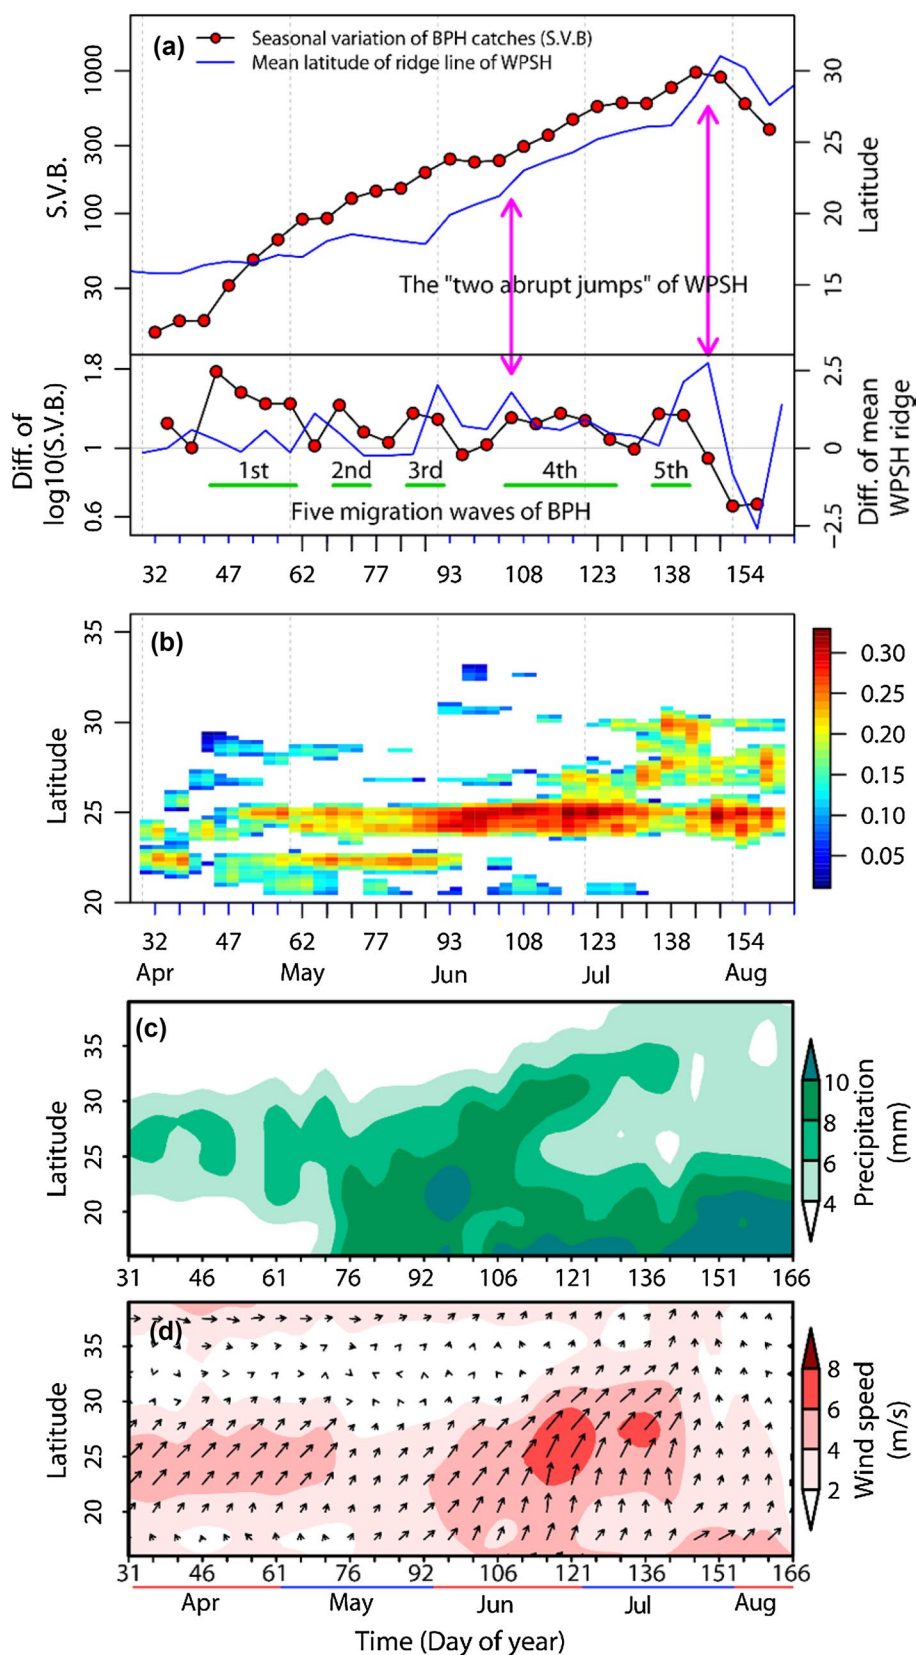 (a)
Seasonal variation of BPH catches (S.V.B)
Mean latitude of ridge line of WPSH
S.V.B.
1000
300
100
30
Latitude
30
25
20
15
The "two abrupt jumps" of WPSH
Diff. of
log10(S.V.B.)
1.8
1
0.6
Diff. of mean
WPSH ridge
2.5
0
−2.5
1st 2nd 3rd 4th 5th
Five migration waves of BPH
32 47 62 77 93 108 123 138 154
(b)
Latitude
35
30
25
20
0.30
0.25
0.20
0.15
0.10
0.05
32 47 62 77 93 108 123 138 154
Apr May Jun Jul Aug
(c)
Latitude
35
30
25
20
10
8
6
4
Precipitation
(mm)
31 46 61 76 92 106 121 136 151 166
(d)
Latitude
35
30
25
20
8
6
4
2
Wind speed
(m/s)
31 46 61 76 92 106 121 136 151 166
Apr May Jun Jul Aug
Time (Day of year)